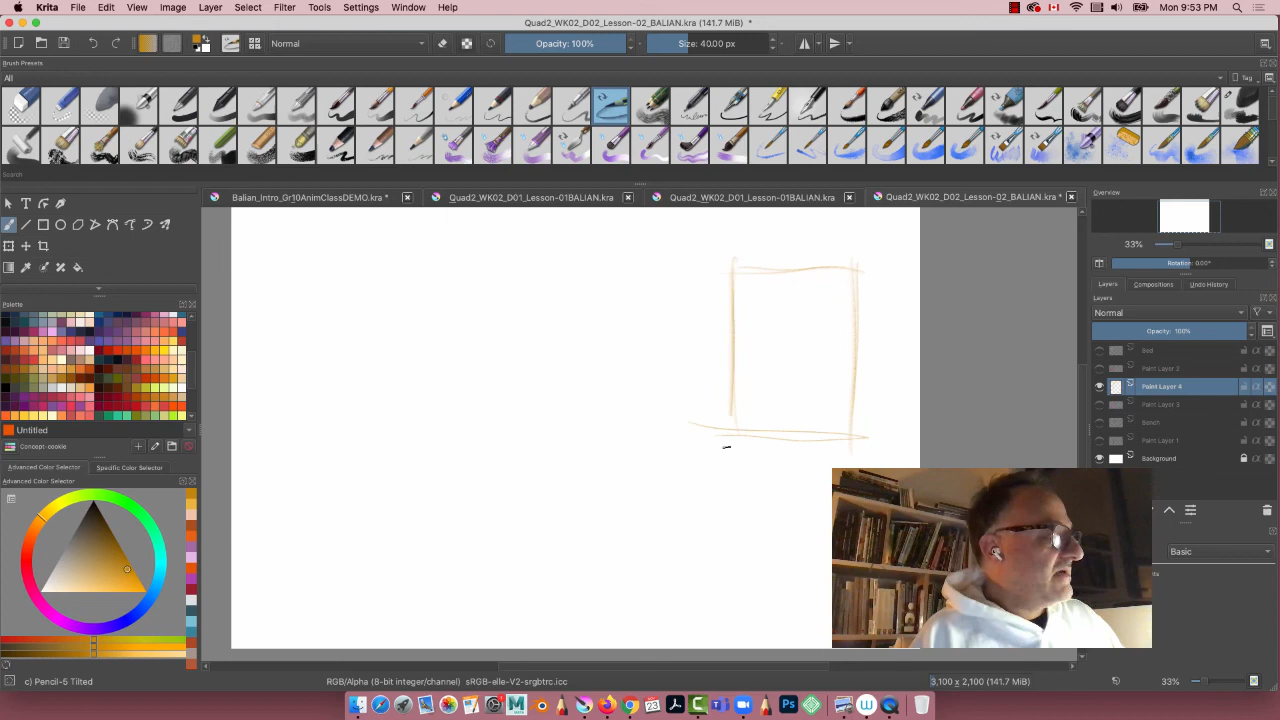 Krita File Edit View Image Layer Select Filter Tools Settings Window Help Mon 9:53 PM
Quad2_WK02_D02_Lesson-02_BALIAN.kra (141.7 MiB) *
Normal Opacity: 100% Size: 40.00 px
Brush Presets
All Tag
Search
Balian_Intro_Gr10AnimClassDEMO.kra * Quad2_WK02_D01_Lesson-01BALIAN.kra Quad2_WK02_D01_Lesson-01BALIAN.kra Quad2_WK02_D02_Lesson-02_BALIAN.kra *
Overview
33%
Rotation: 0.00°
Layers Compositions Undo History
Layers
Normal
Opacity: 100%
Bed
Paint Layer 2
Paint Layer 4
Paint Layer 3
Bench
Paint Layer 1
Background
Basic
Palette
Untitled
Concept-cookie
Advanced Color Selector Specific Color Selector
Advanced Color Selector
c) Pencil-5 Tilted RGB/Alpha (8-bit integer/channel) sRGB-elle-V2-srgbtrc.icc 3,100 x 2,100 (141.7 MiB) 33%